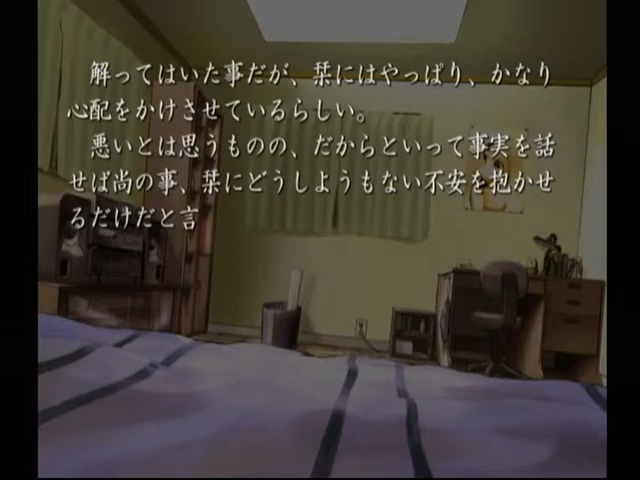 解ってはいた事だが、栞にはやっぱり、かなり
心配をかけさせているらしい。
悪いとは思うものの、だからといって事実を話
せば尚の事、栞にどうしようもない不安を抱かせ
るだけだと言